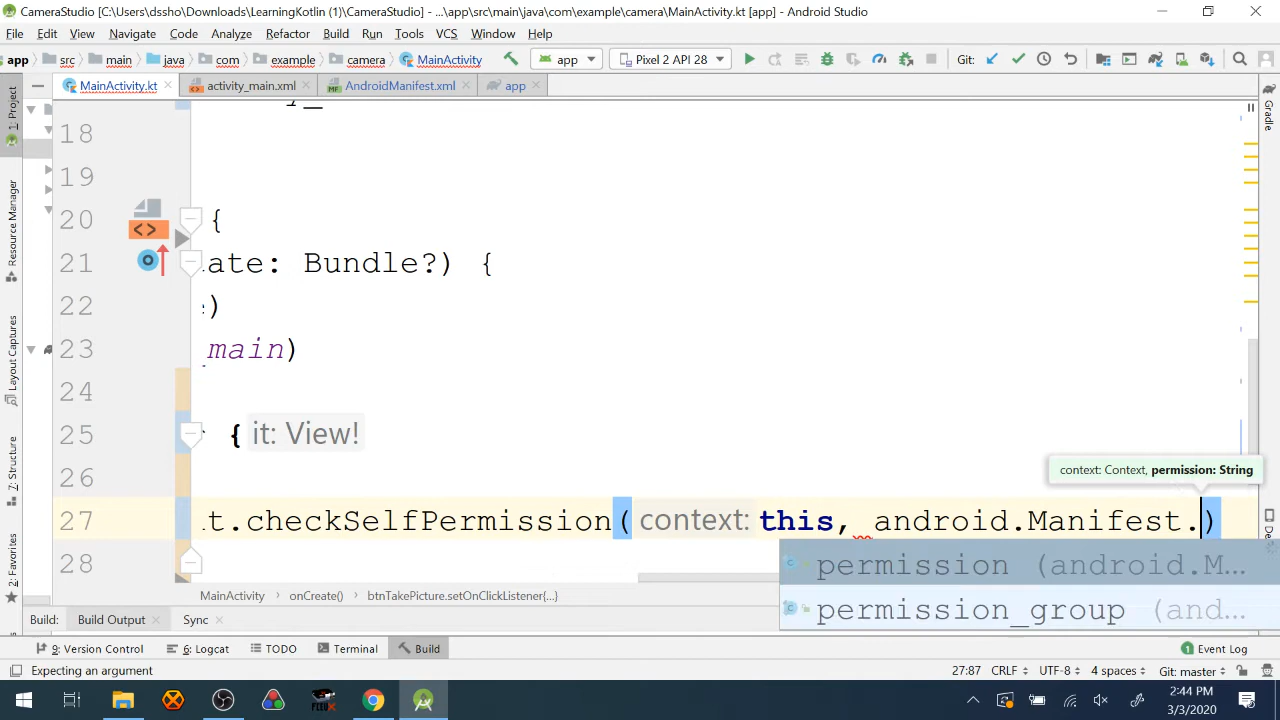 CameraStudio [C:\Users\dssho\Downloads\LearningKotlin (1)\CameraStudio] - ...\app\src\main\java\com\example\camera\MainActivity.kt [app] - Android Studio
File Edit View Navigate Code Analyze Refactor Build Run Tools VCS Window Help
app src main java com example camera MainActivity app Pixel 2 API 28 Git:
MainActivity.kt activity_main.xml AndroidManifest.xml app
1: Project
Resource Manager
Layout Captures
7: Structure
2: Favorites
Gradle
18
19
20 {
21 ate: Bundle?) {
22 )
23 main)
24
25 { it: View!
26
context: Context, permission: String
27 t.checkSelfPermission( context: this, android.Manifest.)
28
permission (android.M...
permission_group (and...
MainActivity onCreate() btnTakePicture.setOnClickListener{...}
Build: Build Output Sync
9: Version Control 6: Logcat TODO Terminal Build 1 Event Log
Expecting an argument 27:87 CRLF UTF-8 4 spaces Git: master
2:44 PM
3/3/2020